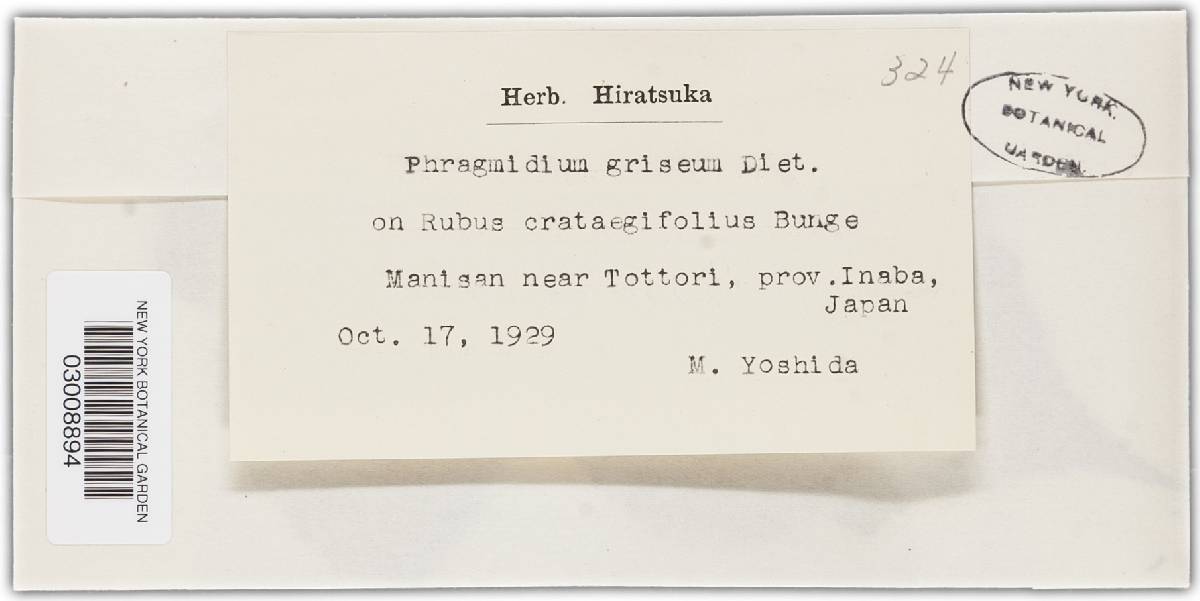 324
NEW YORK
BOTANICAL
GARDEN
Herb. Hiratsuka
Phragmidium griseum Diet.
on Rubus crataegifolius Bunge
Manisan near Tottori, prov.Inaba,
Japan
Oct. 17, 1929
M. Yoshida
NEW YORK BOTANICAL GARDEN
03008894